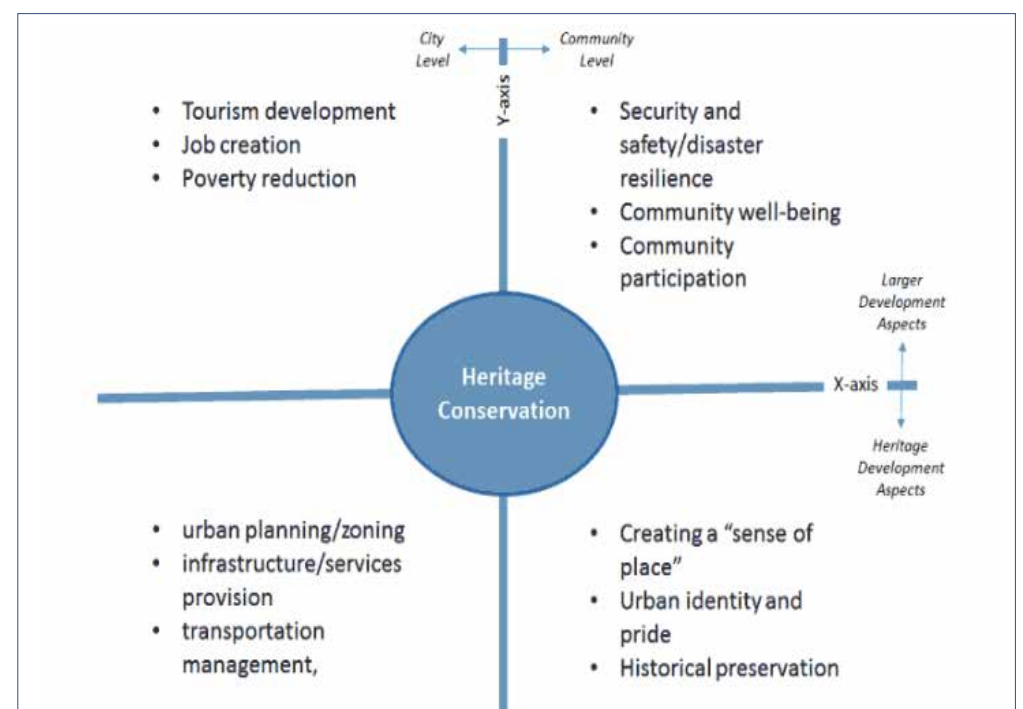 City
Level
Community
Level
Y-axis
• Tourism development
• Job creation
• Poverty reduction
• Security and
safety/disaster
resilience
• Community well-being
• Community
participation
Larger
Development
Aspects
Heritage
Conservation
X-axis
Heritage
Development
Aspects
• urban planning/zoning
• infrastructure/services
provision
• transportation
management,
• Creating a “sense of
place”
• Urban identity and
pride
• Historical preservation